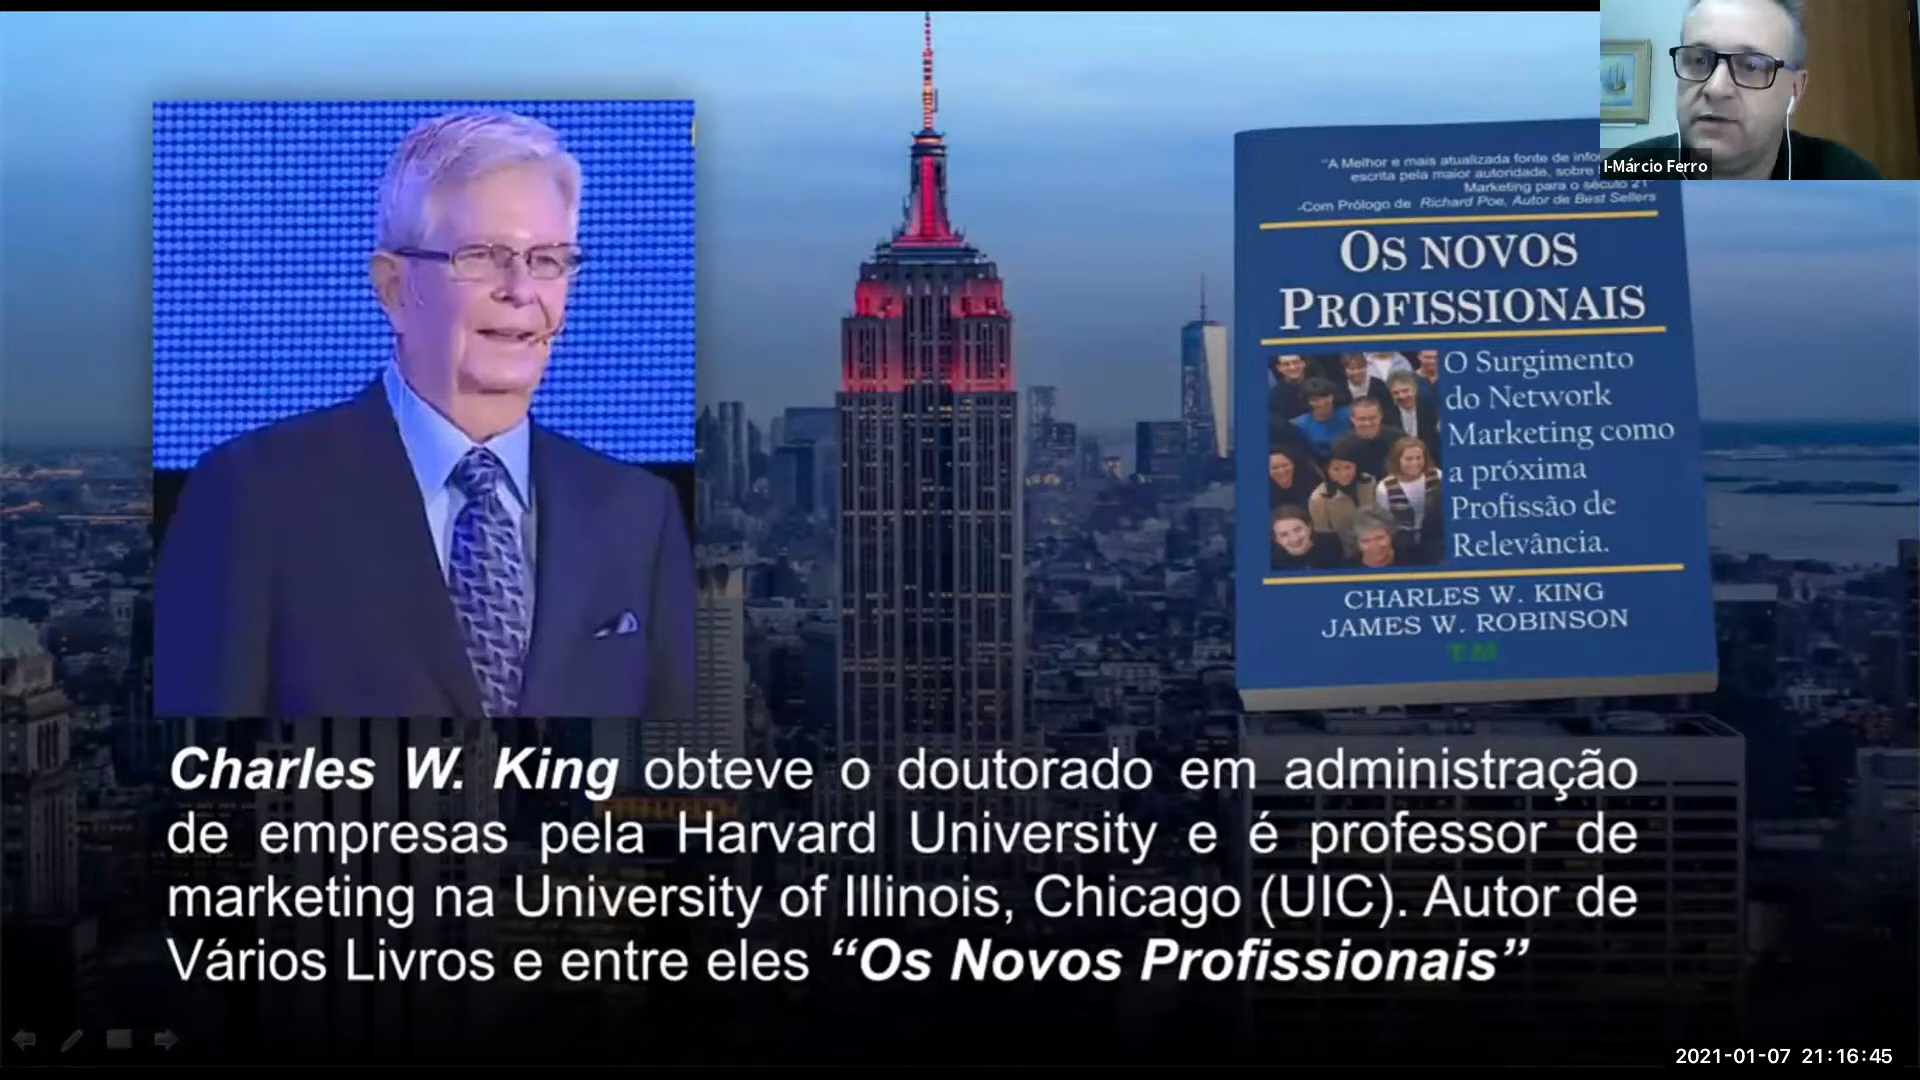 "A Melhor e mais atualizada fonte de
escrita pela maior autoridade, sobre
Marketing para o século 21"
-Com Prólogo de Richard Poe, Autor de Best Sellers
OS NOVOS
PROFISSIONAIS
O Surgimento
do Network
Marketing como
a próxima
Profissão de
Relevância.
CHARLES W. KING
JAMES W. ROBINSON
TM
I-Márcio Ferro
Charles W. King obteve o doutorado em administração
de empresas pela Harvard University e é professor de
marketing na University of Illinois, Chicago (UIC). Autor de
Vários Livros e entre eles “Os Novos Profissionais”
2021-01-07 21:16:45